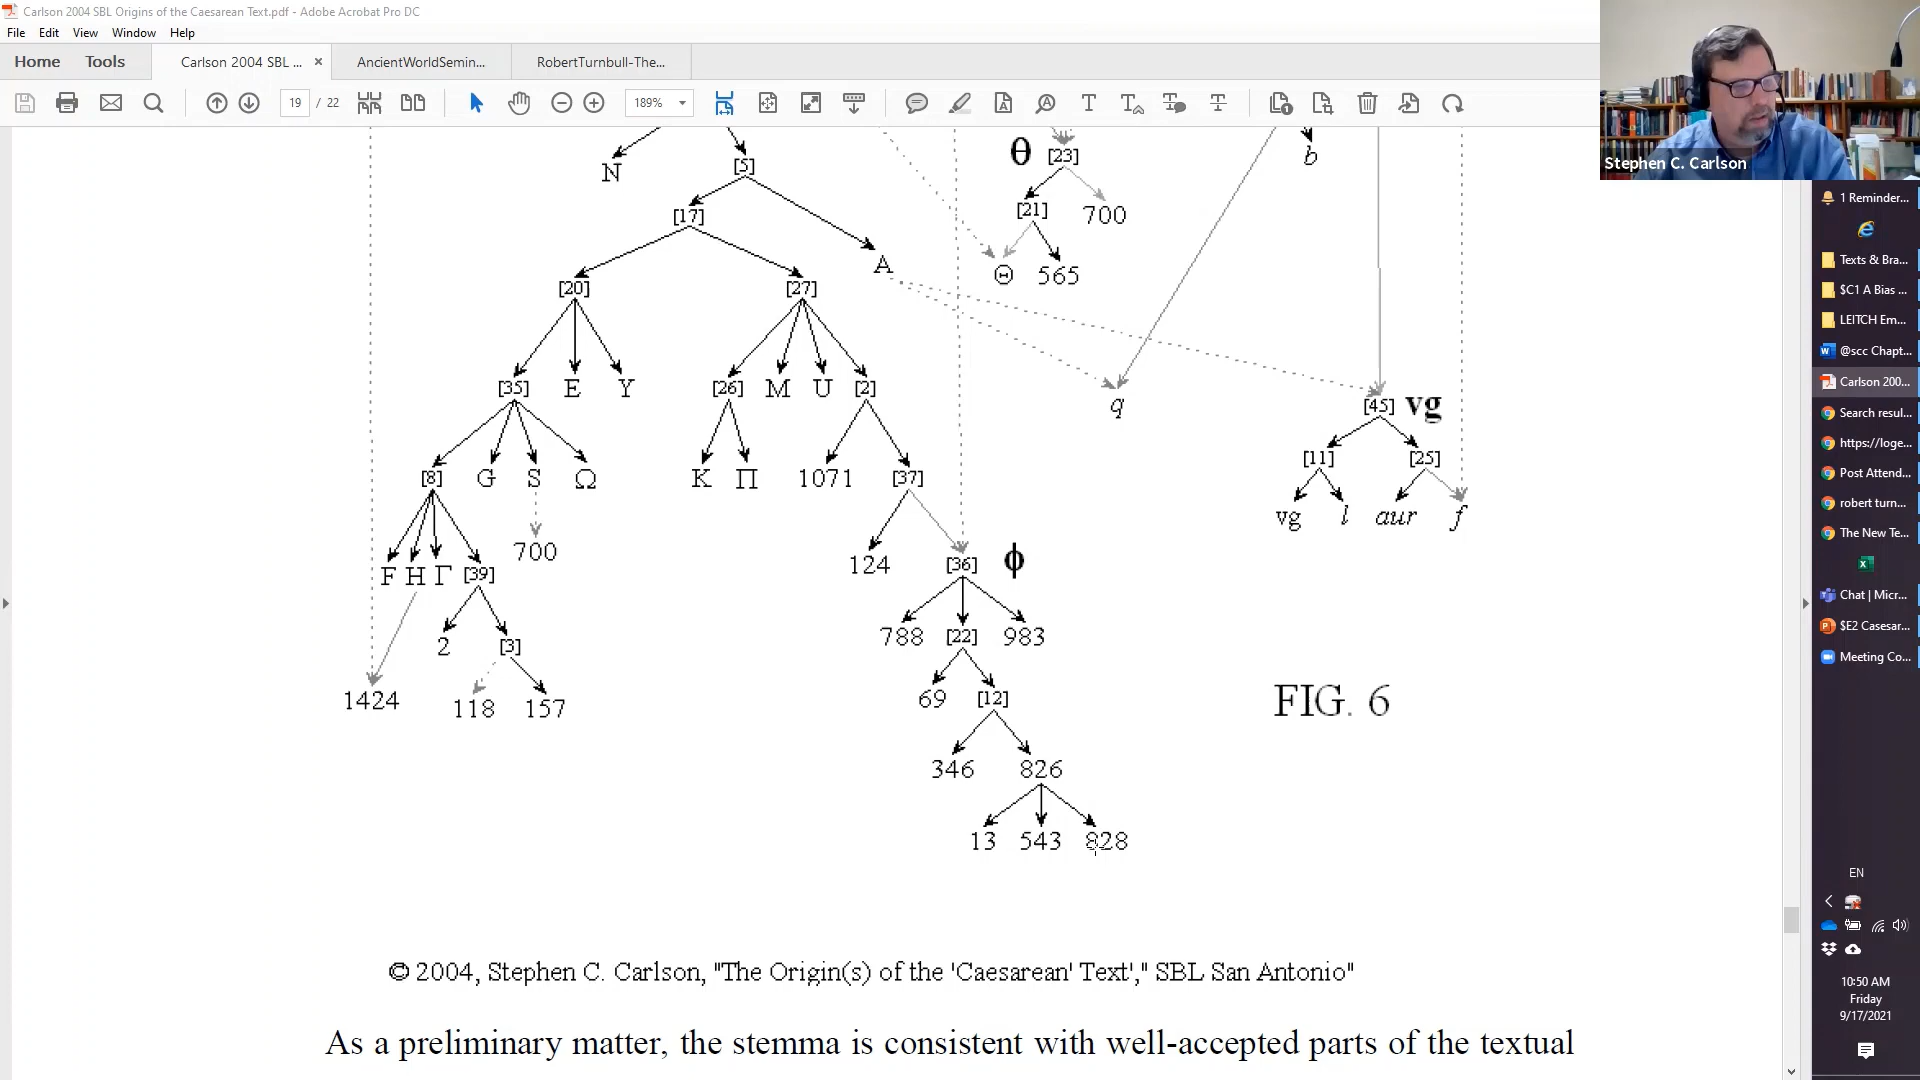 Carlson 2004 SBL Origins of the Caesarean Text.pdf - Adobe Acrobat Pro DC
File Edit View Window Help
Home Tools Carlson 2004 SBL ... × AncientWorldSemin... RobertTurnbull-The...
19 / 22 189%
Stephen C. Carlson
N [5] θ [23] b
[17] [21] 700
A Θ 565
[20] [27]
[35] E Y [26] M U [2] q [45] vg
[8] G S Ω K Π 1071 [37] [11] [25]
vg l aur f
F H Γ [39] 700 124 [36] ϕ
2 [3] 788 [22] 983
1424 118 157 69 [12] FIG. 6
346 826
13 543 828
© 2004, Stephen C. Carlson, "The Origin(s) of the 'Caesarean' Text'," SBL San Antonio"
As a preliminary matter, the stemma is consistent with well-accepted parts of the textual
1 Reminder...
Texts & Bra...
$C1 A Bias ...
LEITCH Em...
@scc Chapt...
Carlson 200...
Search resul...
https://loge...
Post Attend...
robert turn...
The New Te...
Chat | Micr...
$E2 Casesar...
Meeting Co...
EN
10:50 AM
Friday
9/17/2021